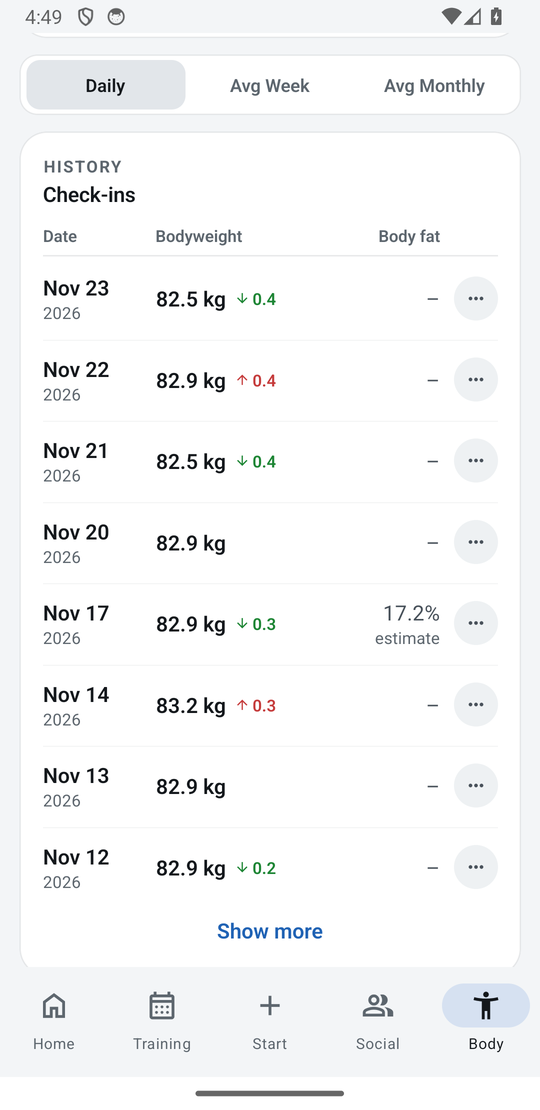 4:49
Daily Avg Week Avg Monthly
HISTORY
Check-ins
Date Bodyweight Body fat
Nov 23
2026
82.5 kg ↓ 0.4 –
Nov 22
2026
82.9 kg ↑ 0.4 –
Nov 21
2026
82.5 kg ↓ 0.4 –
Nov 20
2026
82.9 kg –
Nov 17
2026
82.9 kg ↓ 0.3
17.2%
estimate
Nov 14
2026
83.2 kg ↑ 0.3 –
Nov 13
2026
82.9 kg –
Nov 12
2026
82.9 kg ↓ 0.2 –
Show more
Home Training Start Social Body